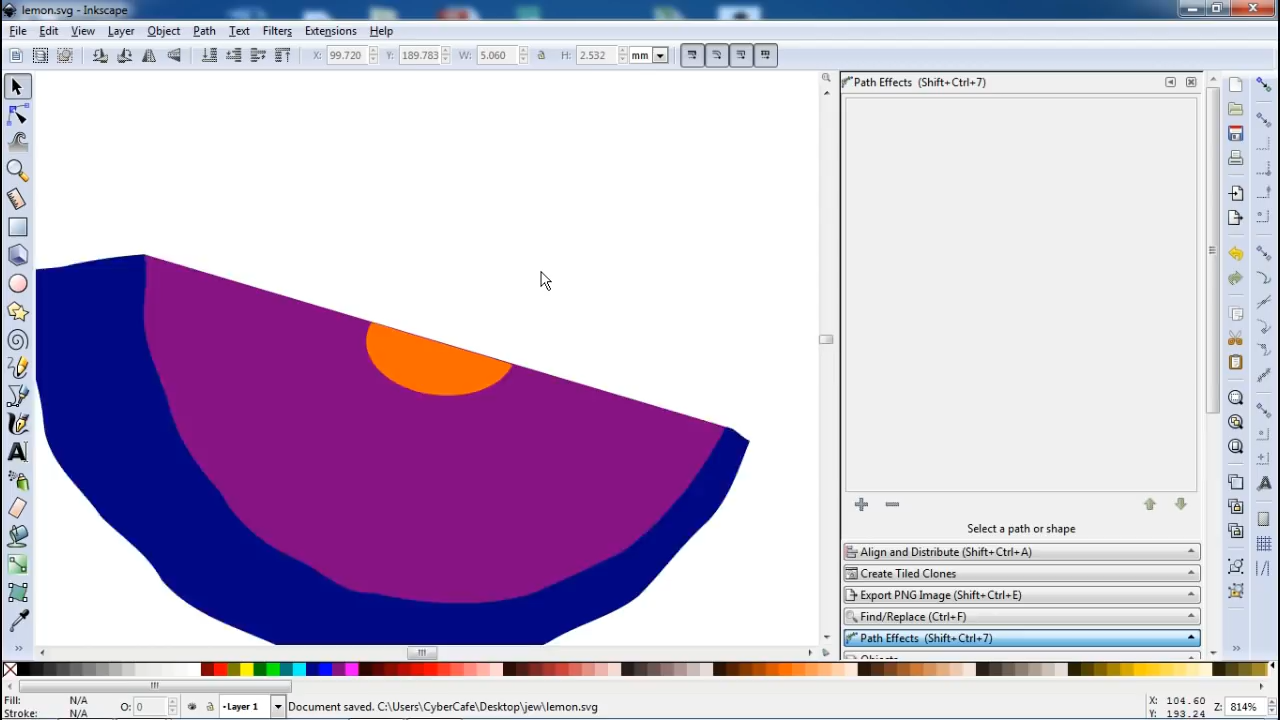 lemon.svg - Inkscape
File Edit View Layer Object Path Text Filters Extensions Help
X: 99.720 Y: 189.783 W: 5.060 H: 2.532 mm
Path Effects (Shift+Ctrl+7)
Select a path or shape
Align and Distribute (Shift+Ctrl+A)
Create Tiled Clones
Export PNG Image (Shift+Ctrl+E)
Find/Replace (Ctrl+F)
Path Effects (Shift+Ctrl+7)
Fill: N/A
Stroke: N/A
O: 0
Layer 1
Document saved. C:\Users\CyberCafe\Desktop\jew\lemon.svg
X: 104.60
Y: 193.24
Z: 814%